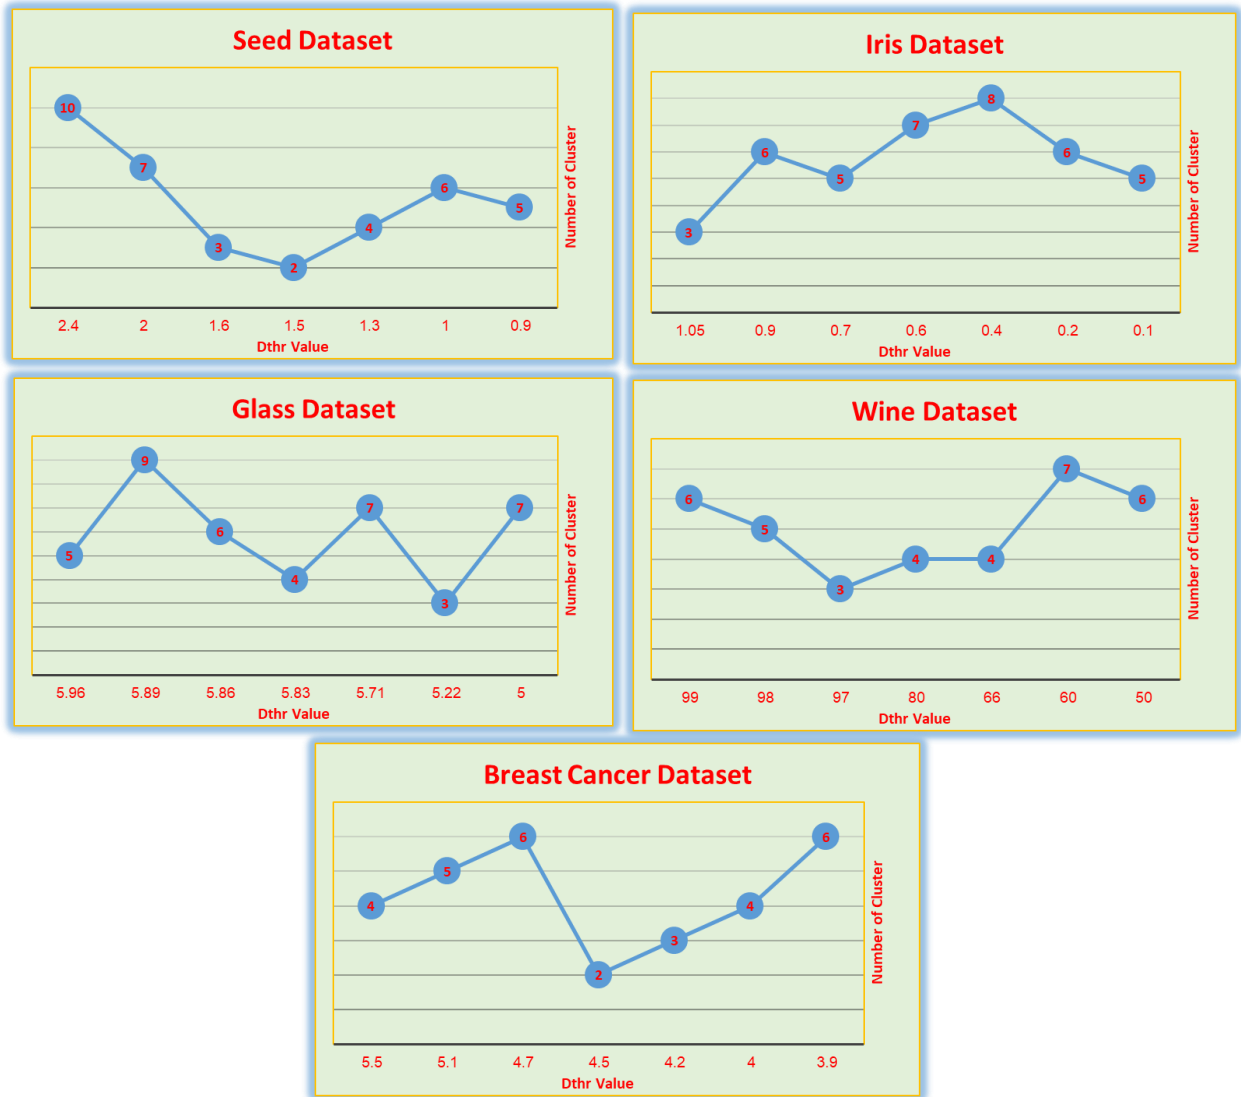 Seed Dataset
10
7
3
2
4
6
5
Number of Cluster
2.4 2 1.6 1.5 1.3 1 0.9
Dthr Value
Iris Dataset
3
6
5
7
8
6
5
Number of Cluster
1.05 0.9 0.7 0.6 0.4 0.2 0.1
Dthr Value
Glass Dataset
5
9
6
4
7
3
7
Number of Cluster
5.96 5.89 5.86 5.83 5.71 5.22 5
Dthr Value
Wine Dataset
6
5
3
4
4
7
6
Number of Cluster
99 98 97 80 66 60 50
Dthr Value
Breast Cancer Dataset
4
5
6
2
3
4
6
Number of Cluster
5.5 5.1 4.7 4.5 4.2 4 3.9
Dthr Value